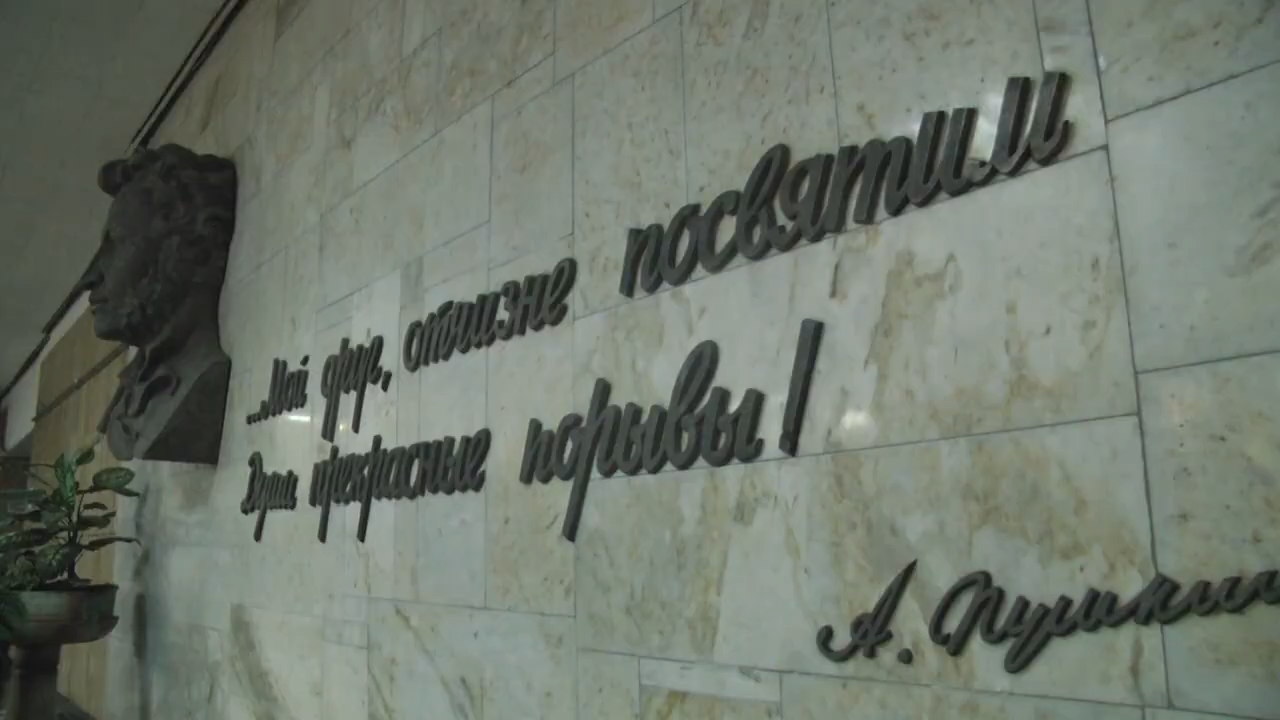 ...Мой друг, отчизне посвятим
Души прекрасные порывы!
А. Пушкин